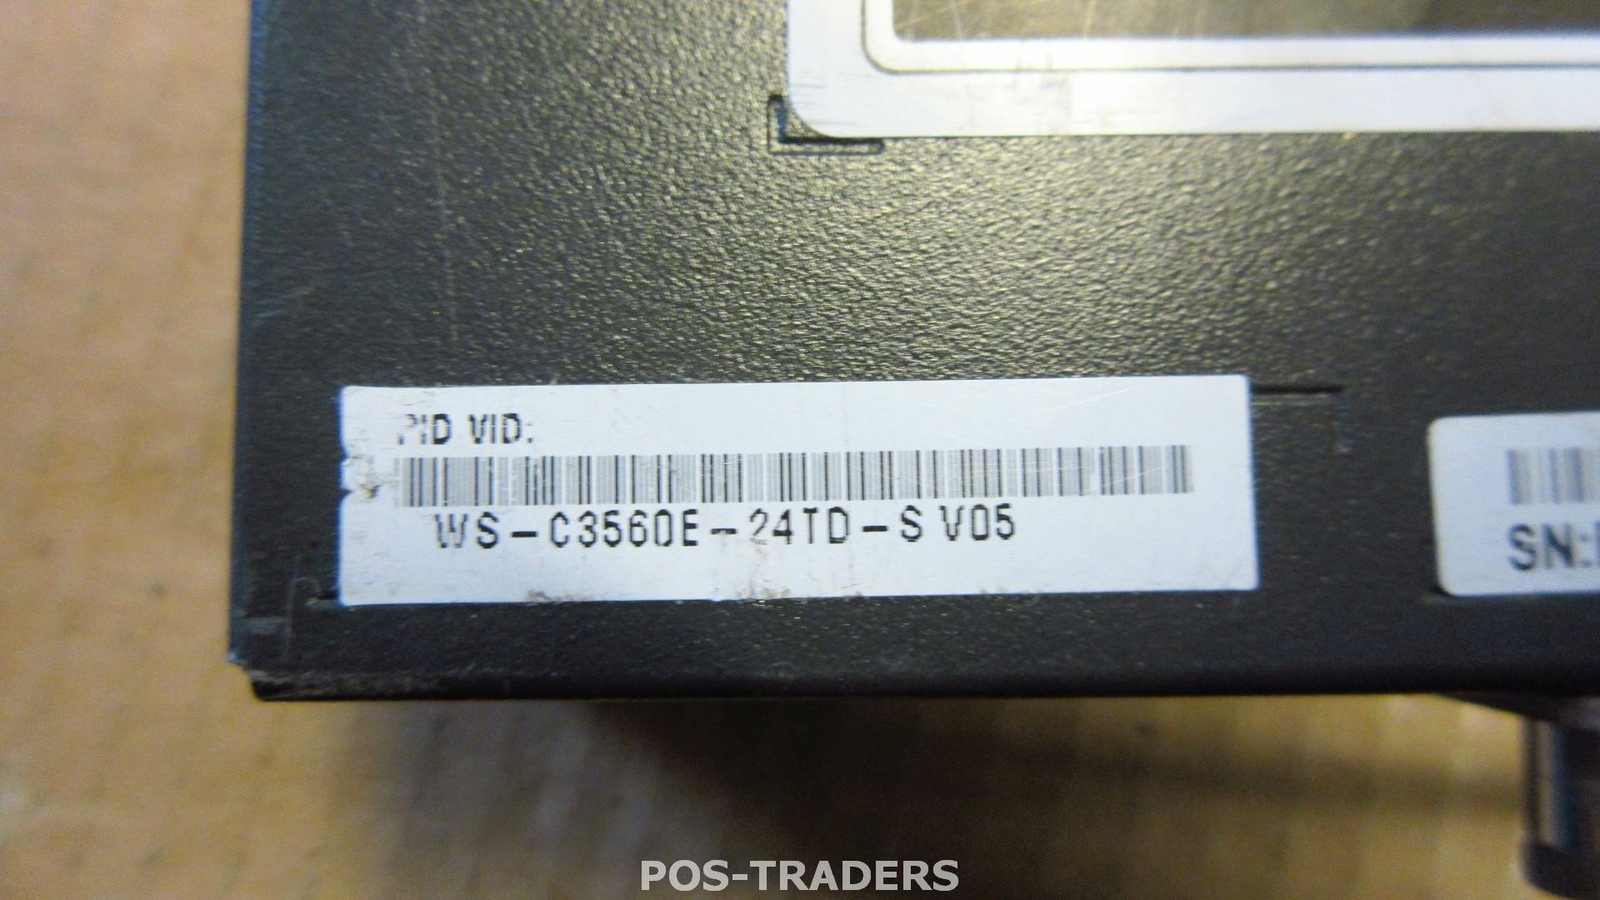 PID VID:
WS-C3560E-24TD-S V05
SN:
POS-TRADERS